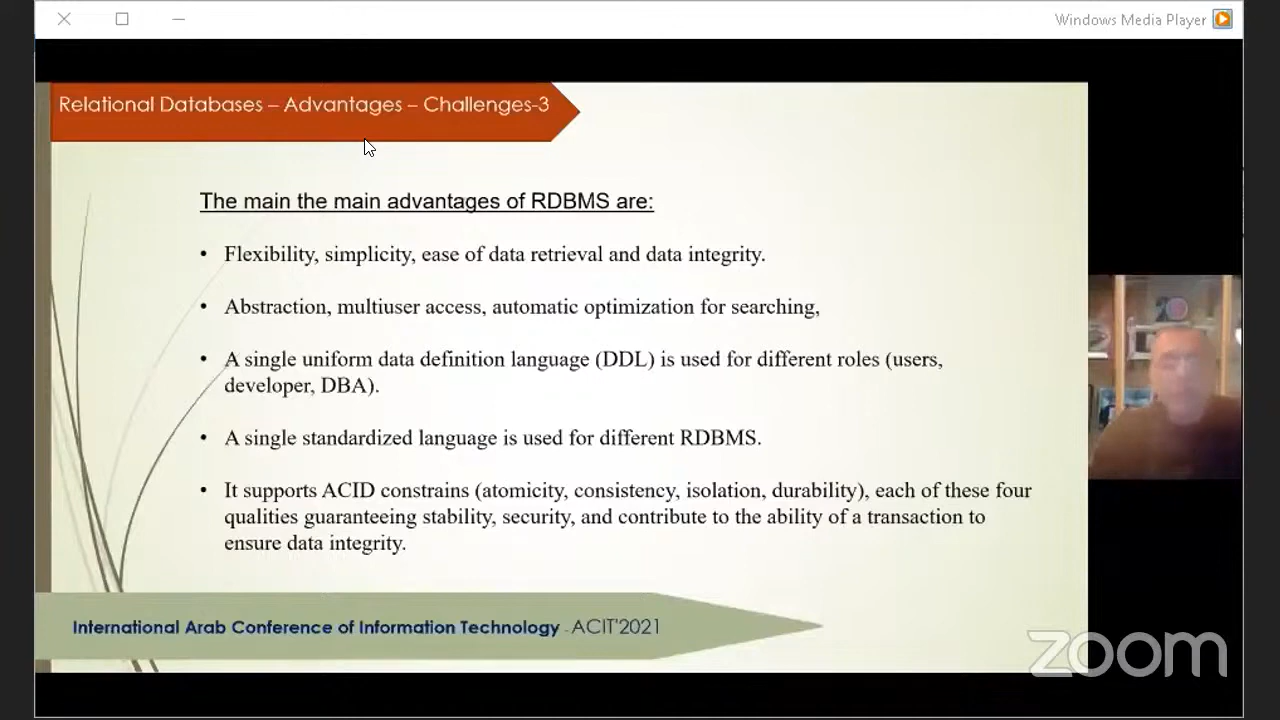 Windows Media Player
Relational Databases – Advantages – Challenges-3
The main the main advantages of RDBMS are:
• Flexibility, simplicity, ease of data retrieval and data integrity.
• Abstraction, multiuser access, automatic optimization for searching,
• A single uniform data definition language (DDL) is used for different roles (users,
developer, DBA).
• A single standardized language is used for different RDBMS.
• It supports ACID constrains (atomicity, consistency, isolation, durability), each of these four
qualities guaranteeing stability, security, and contribute to the ability of a transaction to
ensure data integrity.
International Arab Conference of Information Technology - ACIT'2021
zoom